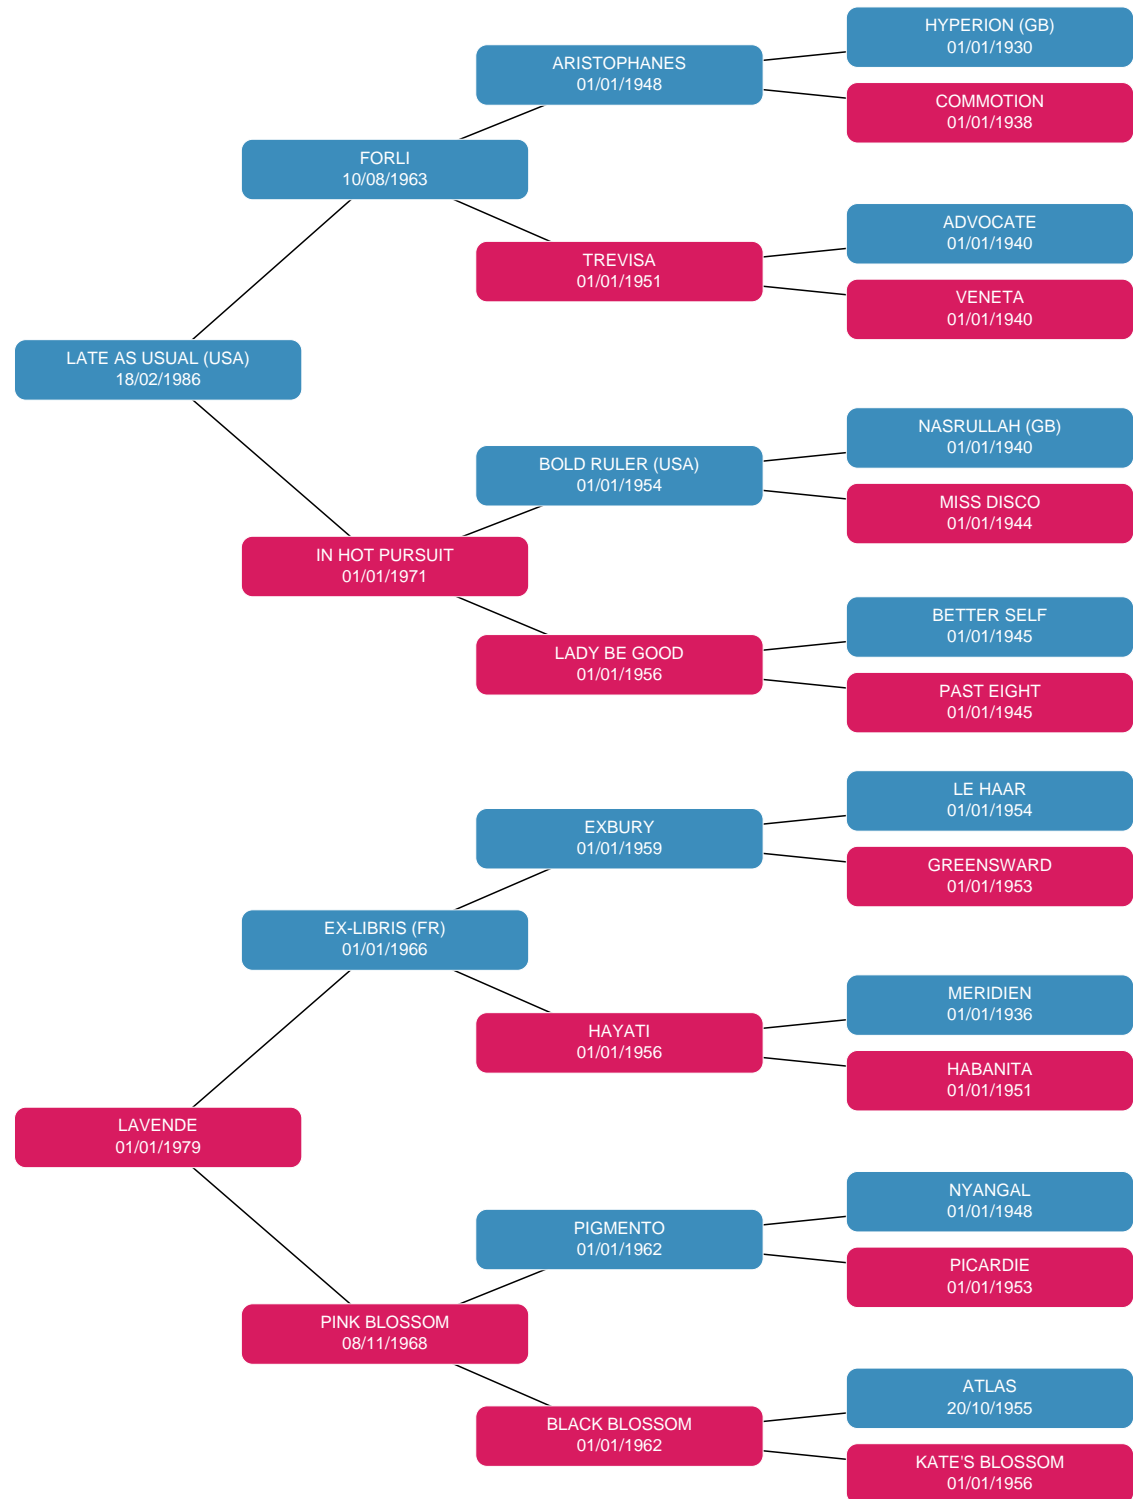 HYPERION (GB)
01/01/1930
ARISTOPHANES
01/01/1948
COMMOTION
01/01/1938
FORLI
10/08/1963
ADVOCATE
01/01/1940
TREVISA
01/01/1951
VENETA
01/01/1940
LATE AS USUAL (USA)
18/02/1986
NASRULLAH (GB)
01/01/1940
BOLD RULER (USA)
01/01/1954
MISS DISCO
01/01/1944
IN HOT PURSUIT
01/01/1971
BETTER SELF
01/01/1945
LADY BE GOOD
01/01/1956
PAST EIGHT
01/01/1945
LE HAAR
01/01/1954
EXBURY
01/01/1959
GREENSWARD
01/01/1953
EX-LIBRIS (FR)
01/01/1966
MERIDIEN
01/01/1936
HAYATI
01/01/1956
HABANITA
01/01/1951
LAVENDE
01/01/1979
NYANGAL
01/01/1948
PIGMENTO
01/01/1962
PICARDIE
01/01/1953
PINK BLOSSOM
08/11/1968
ATLAS
20/10/1955
BLACK BLOSSOM
01/01/1962
KATE'S BLOSSOM
01/01/1956